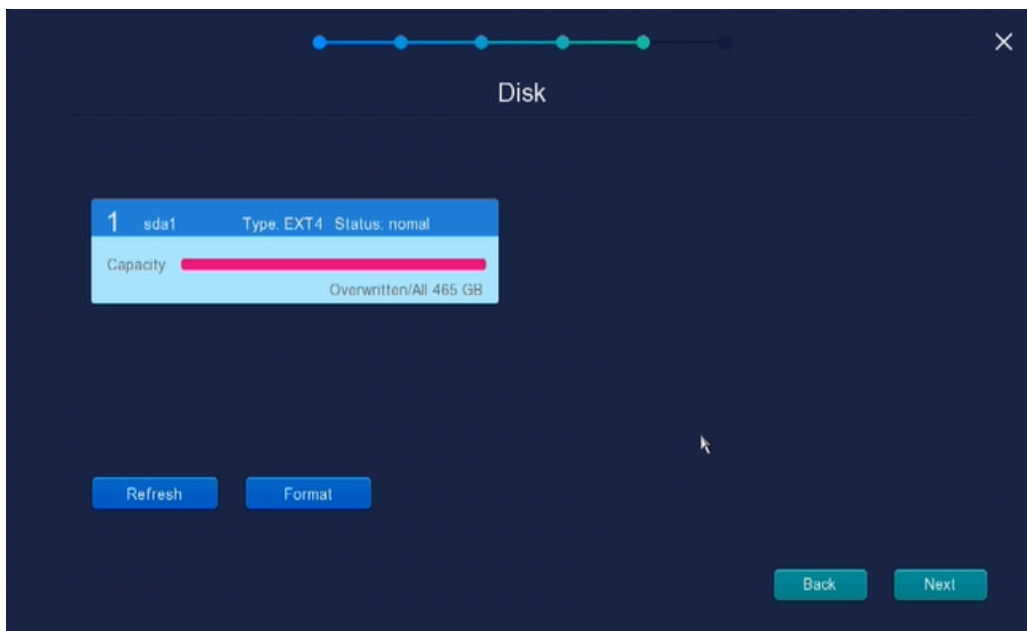 Disk
1 sda1 Type: EXT4 Status: nomal
Capacity
Overwritten/All 465 GB
Refresh Format
Back Next